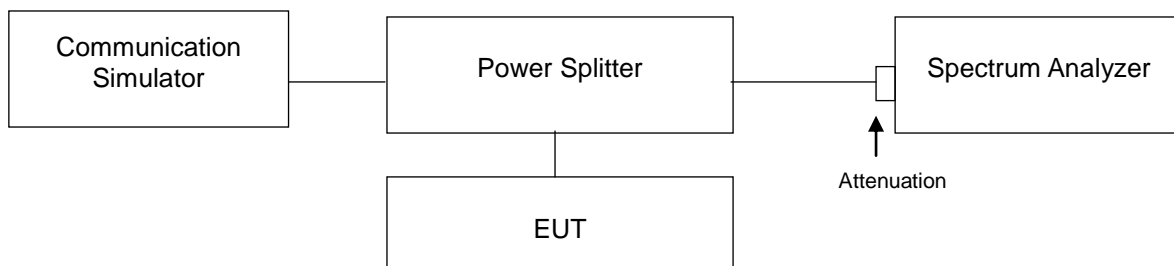 Communication
Simulator
Power Splitter
Spectrum Analyzer
Attenuation
EUT